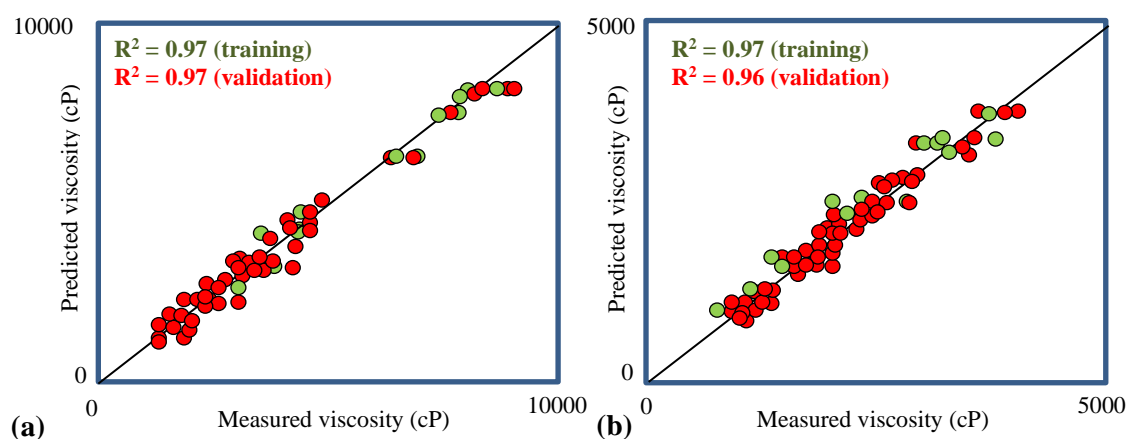 10000
R² = 0.97 (training)
R² = 0.97 (validation)
Predicted viscosity (cP)
0
0
Measured viscosity (cP)
10000
(a)
5000
R² = 0.97 (training)
R² = 0.96 (validation)
Predicted viscosity (cP)
0
0
Measured viscosity (cP)
5000
(b)